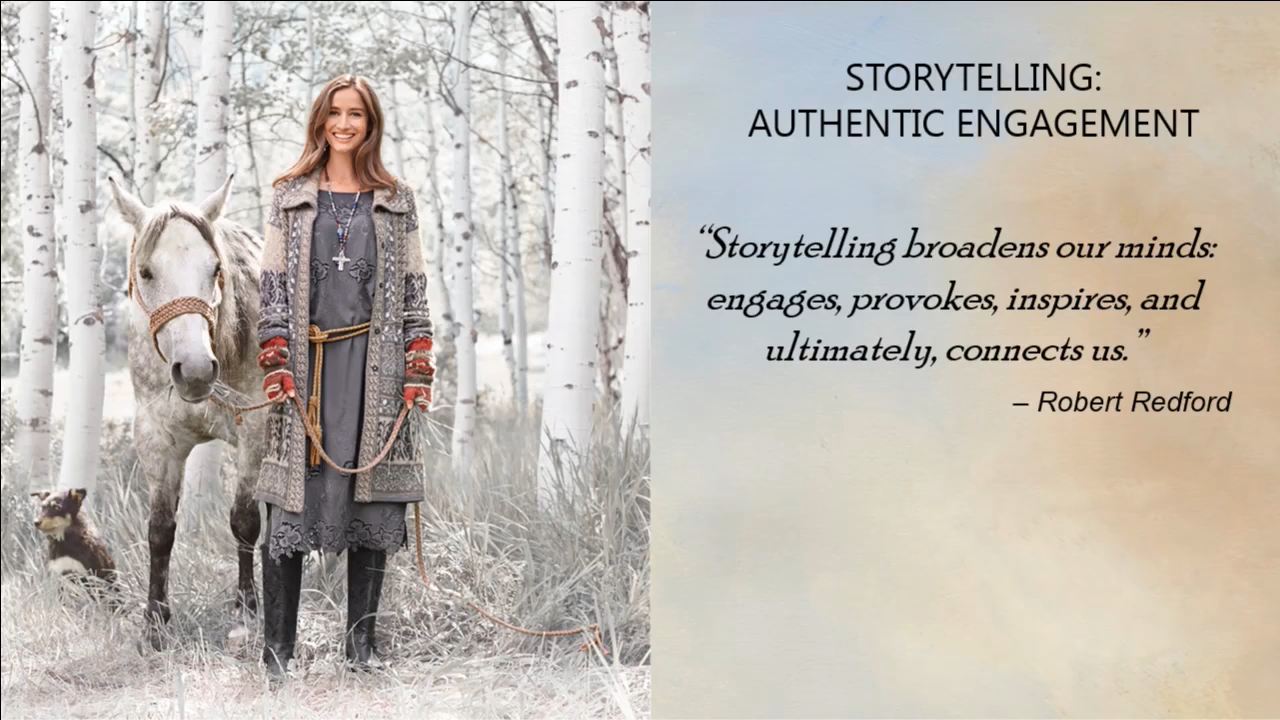 STORYTELLING:
AUTHENTIC ENGAGEMENT
“Storytelling broadens our minds:
engages, provokes, inspires, and
ultimately, connects us.”
– Robert Redford